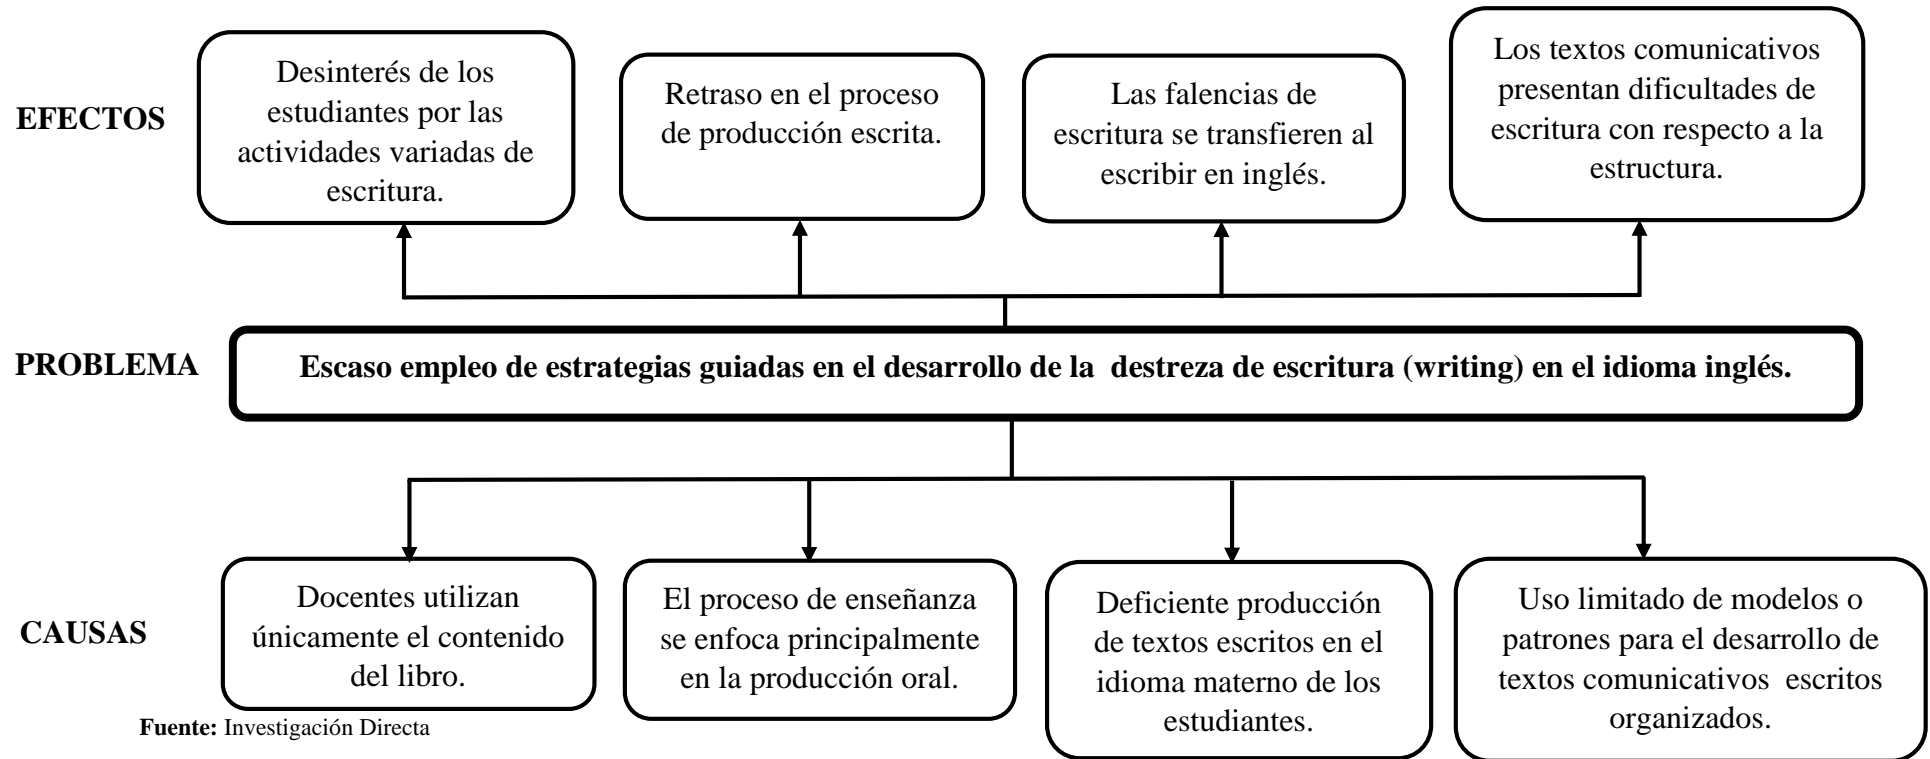 EFECTOS
Desinterés de los
estudiantes por las
actividades variadas de
escritura.
Retraso en el proceso
de producción escrita.
Las falencias de
escritura se transfieren al
escribir en inglés.
Los textos comunicativos
presentan dificultades de
escritura con respecto a la
estructura.
PROBLEMA
Escaso empleo de estrategias guiadas en el desarrollo de la destreza de escritura (writing) en el idioma inglés.
CAUSAS
Docentes utilizan
únicamente el contenido
del libro.
El proceso de enseñanza
se enfoca principalmente
en la producción oral.
Deficiente producción
de textos escritos en el
idioma materno de los
estudiantes.
Uso limitado de modelos o
patrones para el desarrollo de
textos comunicativos escritos
organizados.
Fuente: Investigación Directa